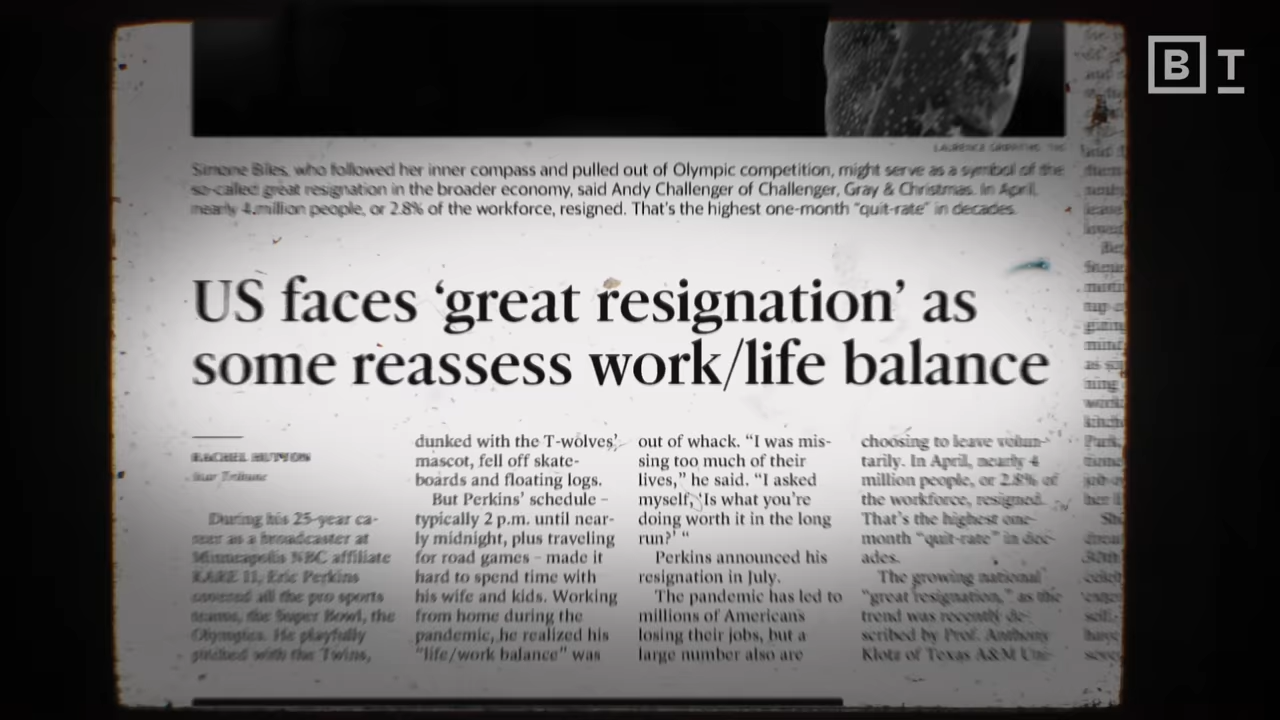 B T
Simone Biles, who followed her inner compass and pulled out of Olympic competition, might serve as a symbol of the
so-called great resignation in the broader economy, said Andy Challenger of Challenger, Gray & Christmas. In April,
nearly 4 million people, or 2.8% of the workforce, resigned. That's the highest one-month "quit-rate" in decades.
US faces ‘great resignation’ as
some reassess work/life balance
RACHEL HUTTON
Star Tribune
During his 25-year ca-
reer as a broadcaster at
Minneapolis NBC affiliate
KARE 11, Eric Perkins
covered all the pro sports
teams, the Super Bowl, the
Olympics. He playfully
pitched with the Twins,
dunked with the T-wolves’
mascot, fell off skate-
boards and floating logs.
But Perkins’ schedule –
typically 2 p.m. until near-
ly midnight, plus traveling
for road games – made it
hard to spend time with
his wife and kids. Working
from home during the
pandemic, he realized his
“life/work balance” was
out of whack. “I was mis-
sing too much of their
lives,” he said. “I asked
myself, ‘Is what you’re
doing worth it in the long
run?’ “
Perkins announced his
resignation in July.
The pandemic has led to
millions of Americans
losing their jobs, but a
large number also are
choosing to leave volun-
tarily. In April, nearly 4
million people, or 2.8% of
the workforce, resigned.
That’s the highest one-
month “quit-rate” in dec-
ades.
The growing national
“great resignation,” as the
trend was recently de-
scribed by Prof. Anthony
Klotz of Texas A&M Uni-